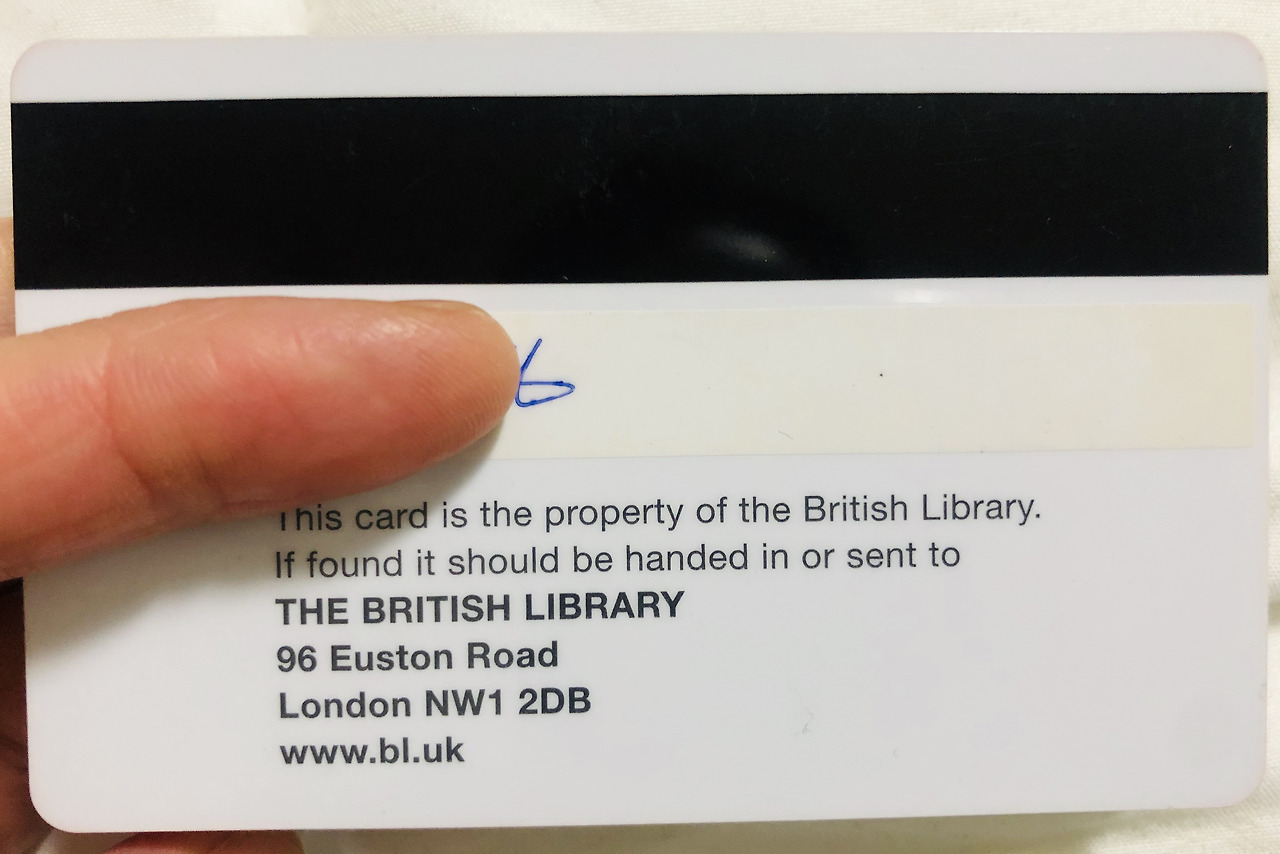 This card is the property of the British Library.
If found it should be handed in or sent to
THE BRITISH LIBRARY
96 Euston Road
London NW1 2DB
www.bl.uk